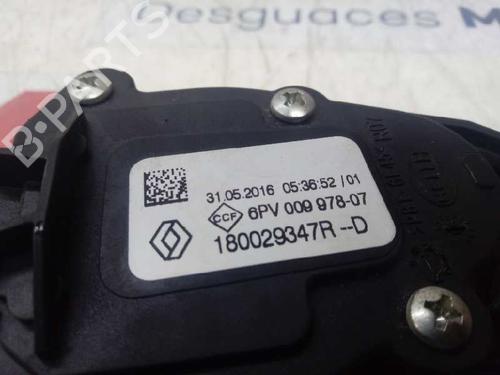 Desguaces M
B-PARTS
31.05.2016 05:36:52 /01
CCF 6PV 009 978-07
180029347R--D